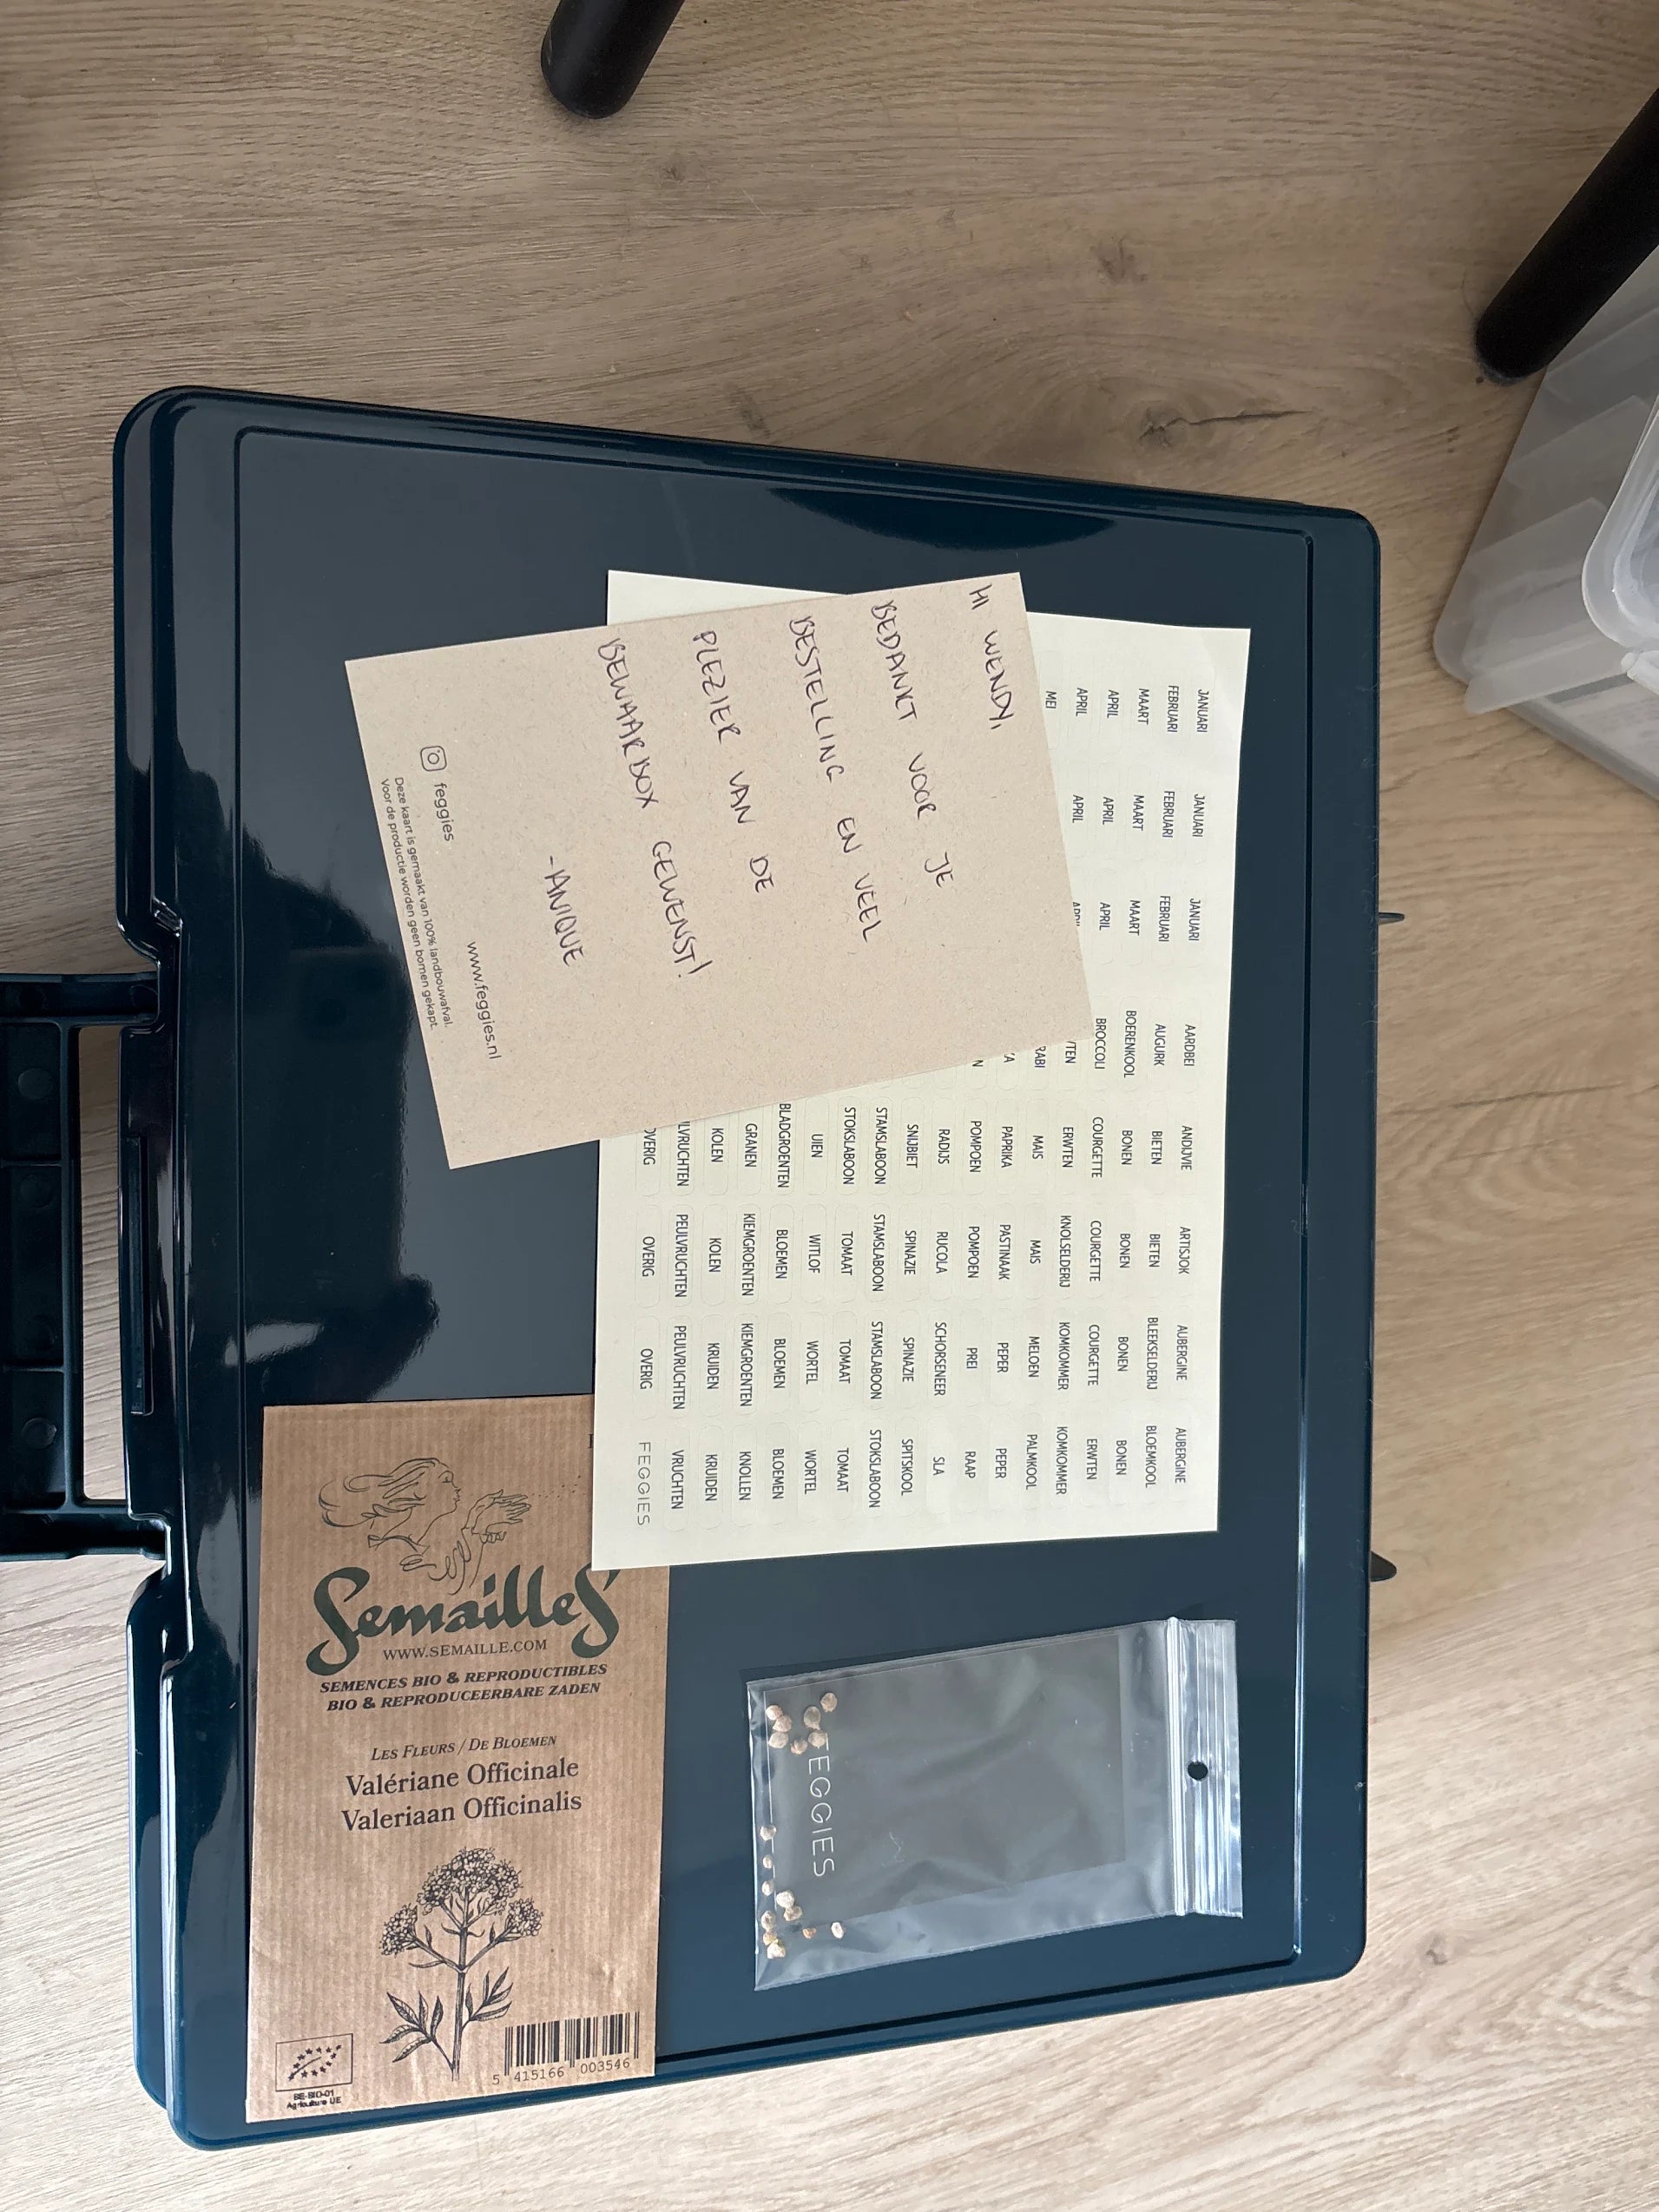 HI WENDY,
BEDANKT VOOR JE
BESTELLING EN VEEL
PLEZIER VAN DE
BEWAARBOX GEWENST!
-ANIQUE
feggies
www.feggies.nl
Deze kaart is gemaakt van 100% landbouwafval.
Voor de productie worden geen bomen gekapt.
JANUARI JANUARI JANUARI AARDBEI ANDIJVIE ARTISJOK AUBERGINE AUBERGINE
FEBRUARI FEBRUARI FEBRUARI AUGURK BIETEN BIETEN BLEEKSELDERIJ BLOEMKOOL
MAART MAART MAART BOERENKOOL BONEN BONEN BONEN BONEN
APRIL APRIL APRIL BROCCOLI COURGETTE COURGETTE COURGETTE ERWTEN
APRIL APRIL ERWTEN KNOLSELDERIJ KOMKOMMER KOMKOMMER
MEI MAIS MAIS MELOEN PALMKOOL
PAPRIKA PASTINAAK PEPER PEPER
POMPOEN POMPOEN PREI RAAP
RADIJS RUCOLA SCHORSENEER SLA
SNIJBIET SPINAZIE SPINAZIE SPITSKOOL
STAMSLABOON STAMSLABOON STAMSLABOON STOKSLABOON
STOKSLABOON TOMAAT TOMAAT TOMAAT
UIEN WITLOF WORTEL WORTEL
BLADGROENTEN BLOEMEN BLOEMEN BLOEMEN
GRANEN KIEMGROENTEN KIEMGROENTEN KNOLLEN
KOLEN KOLEN KRUIDEN KRUIDEN
PEULVRUCHTEN PEULVRUCHTEN VRUCHTEN
OVERIG OVERIG FEGGIES
Semailles
WWW.SEMAILLE.COM
SEMENCES BIO & REPRODUCTIBLES
BIO & REPRODUCEERBARE ZADEN
LES FLEURS / DE BLOEMEN
Valériane Officinale
Valeriaan Officinalis
5 415166 003546
BE-BIO-01
Agriculture UE
FEGGIES